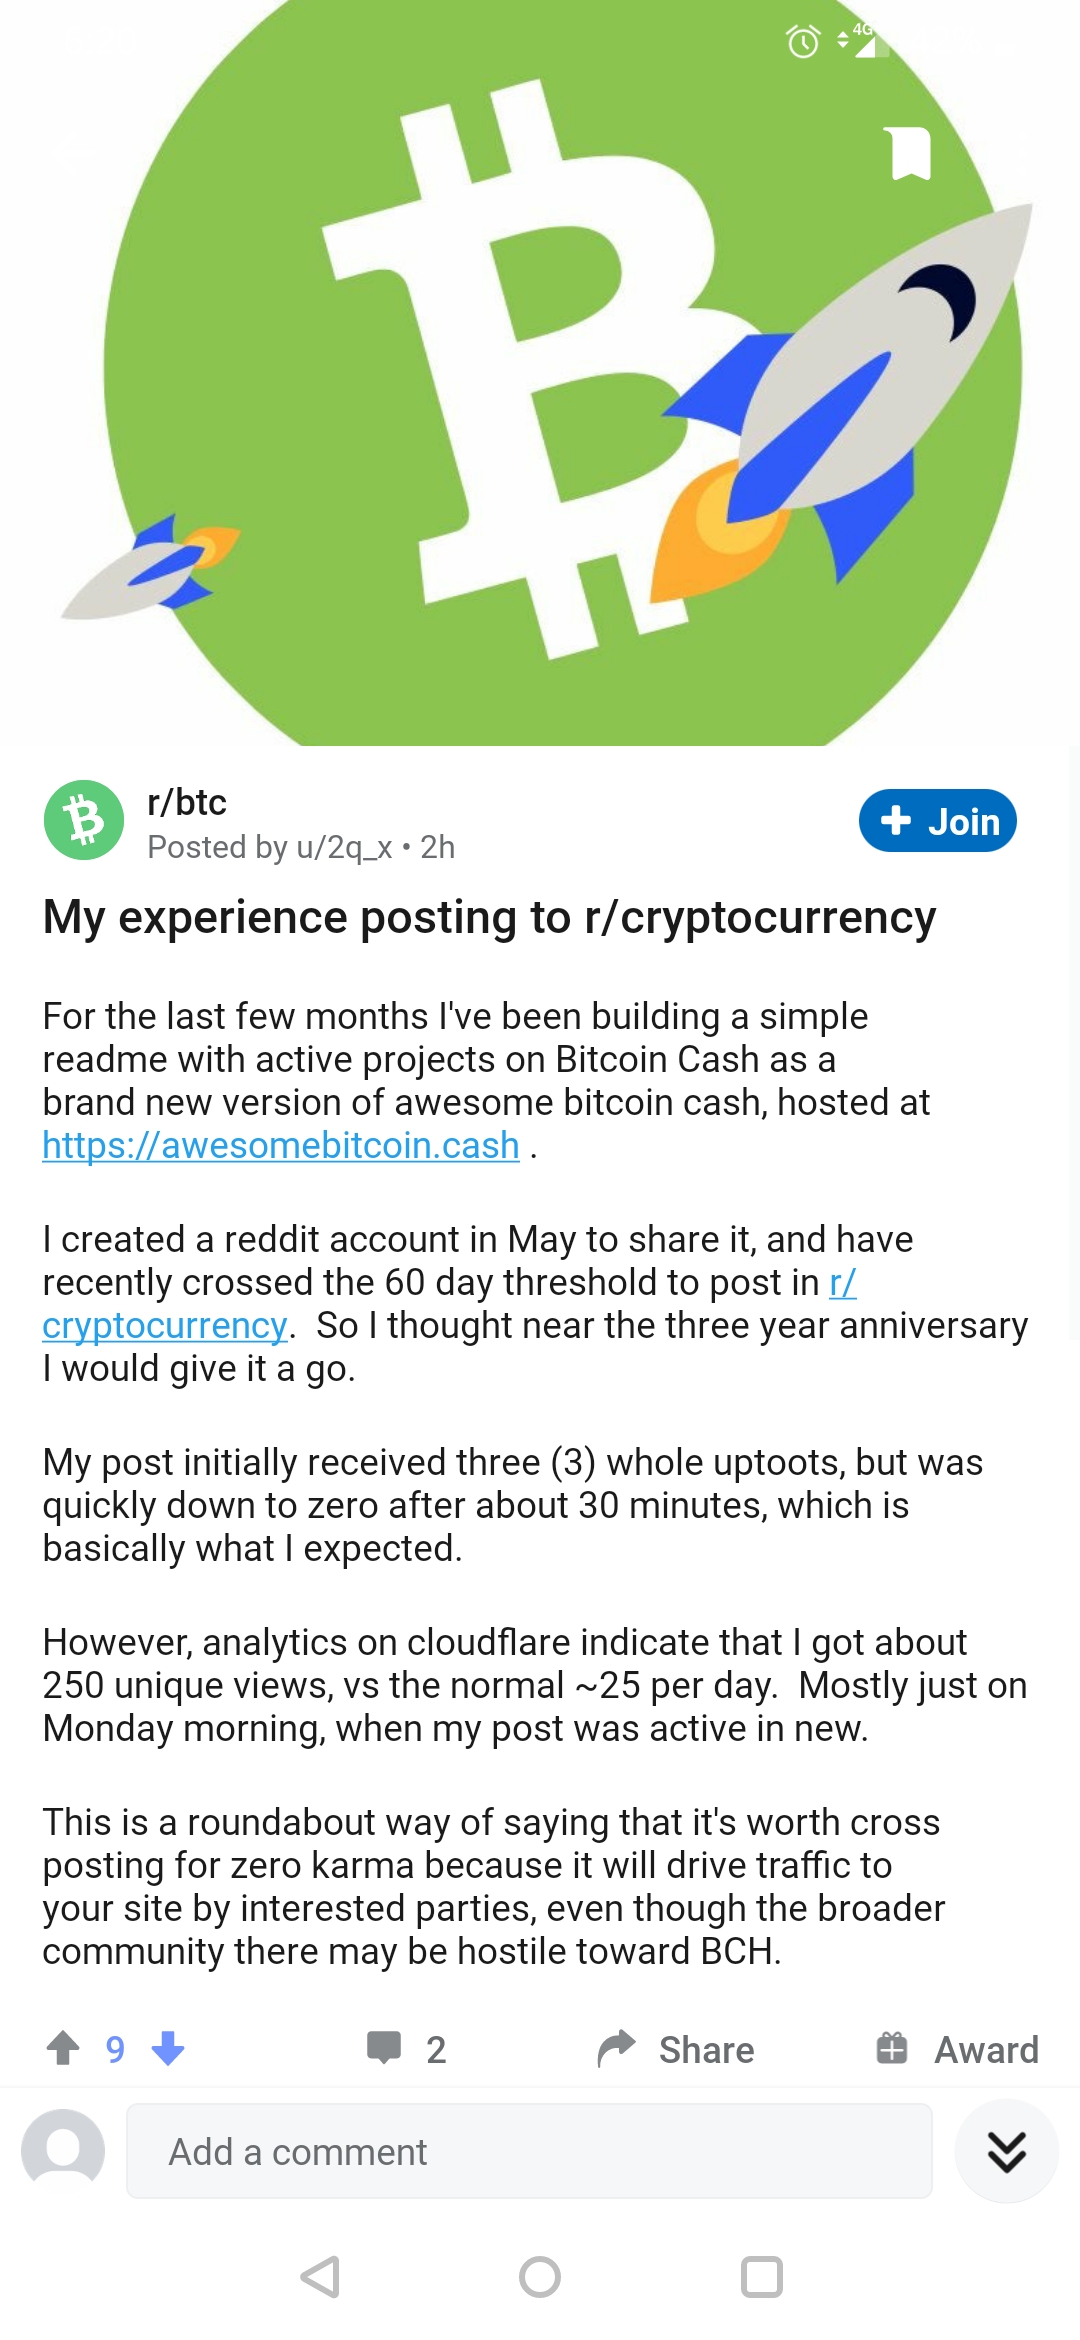 4G
r/btc
Posted by u/2q_x • 2h
Join
My experience posting to r/cryptocurrency
For the last few months I've been building a simple
readme with active projects on Bitcoin Cash as a
brand new version of awesome bitcoin cash, hosted at
https://awesomebitcoin.cash .
I created a reddit account in May to share it, and have
recently crossed the 60 day threshold to post in r/
cryptocurrency.  So I thought near the three year anniversary
I would give it a go.
My post initially received three (3) whole uptoots, but was
quickly down to zero after about 30 minutes, which is
basically what I expected.
However, analytics on cloudflare indicate that I got about
250 unique views, vs the normal ~25 per day.  Mostly just on
Monday morning, when my post was active in new.
This is a roundabout way of saying that it's worth cross
posting for zero karma because it will drive traffic to
your site by interested parties, even though the broader
community there may be hostile toward BCH.
9 2 Share Award
Add a comment